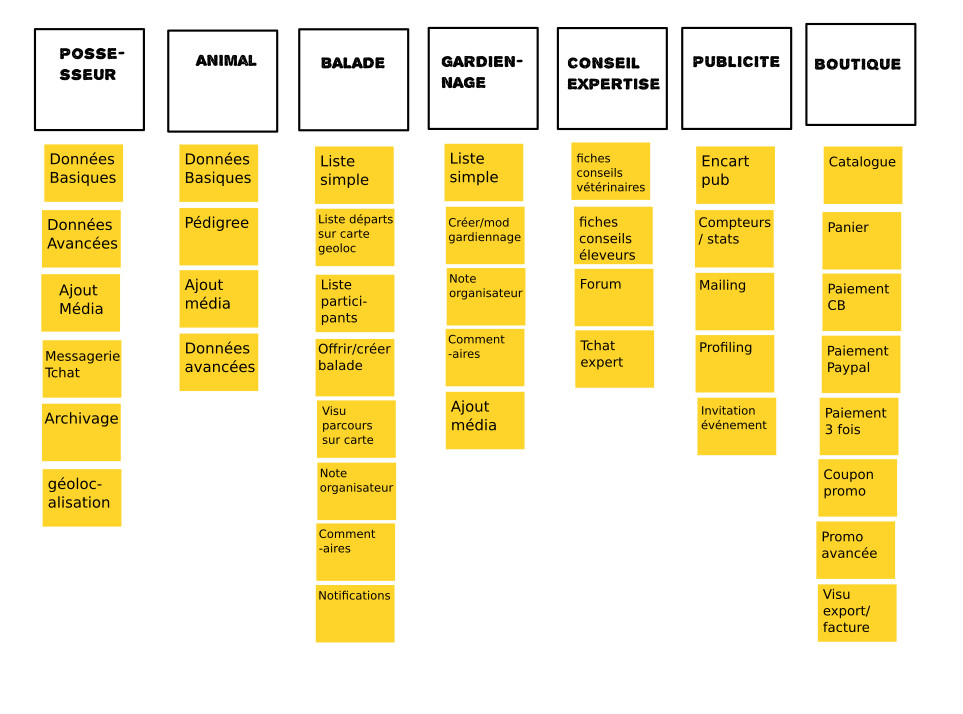 POSSE-
SSEUR
ANIMAL
BALADE
GARDIEN-
NAGE
CONSEIL
EXPERTISE
PUBLICITE
BOUTIQUE
Données
Basiques
Données
Avancées
Ajout
Média
Messagerie
Tchat
Archivage
géoloc-
alisation
Données
Basiques
Pédigree
Ajout
média
Données
avancées
Liste
simple
Liste départs
sur carte
geoloc
Liste
partici-
pants
Offrir/créer
balade
Visu
parcours
sur carte
Note
organisateur
Comment
-aires
Notifications
Liste
simple
Créer/mod
gardiennage
Note
organisateur
Comment
-aires
Ajout
média
fiches
conseils
vétérinaires
fiches
conseils
éleveurs
Forum
Tchat
expert
Encart
pub
Compteurs
/ stats
Mailing
Profiling
Invitation
événement
Catalogue
Panier
Paiement
CB
Paiement
Paypal
Paiement
3 fois
Coupon
promo
Promo
avancée
Visu
export/
facture